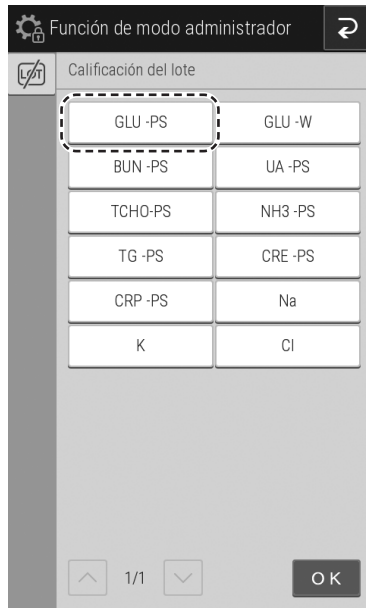 Función de modo administrador
LOT
Calificación del lote
GLU -PS GLU -W
BUN -PS UA -PS
TCHO-PS NH3 -PS
TG -PS CRE -PS
CRP -PS Na
K Cl
1/1 OK